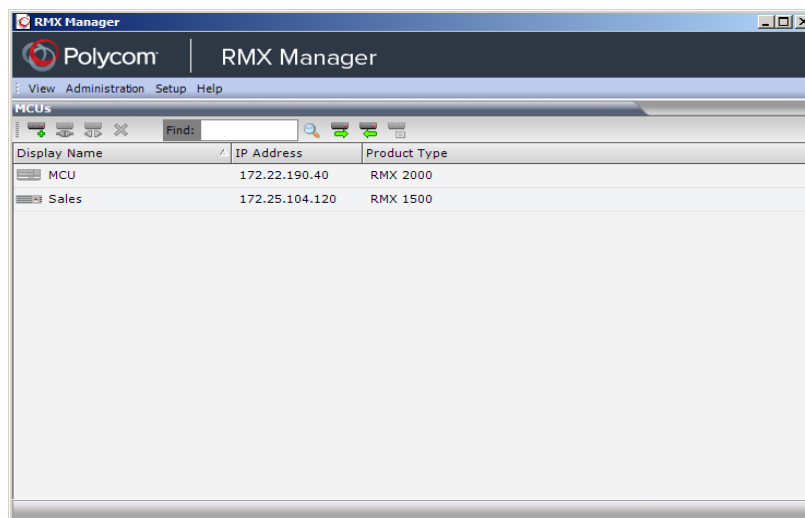 RMX Manager
Polycom | RMX Manager
View Administration Setup Help
MCUs
Find:
Display Name IP Address Product Type
MCU 172.22.190.40 RMX 2000
Sales 172.25.104.120 RMX 1500